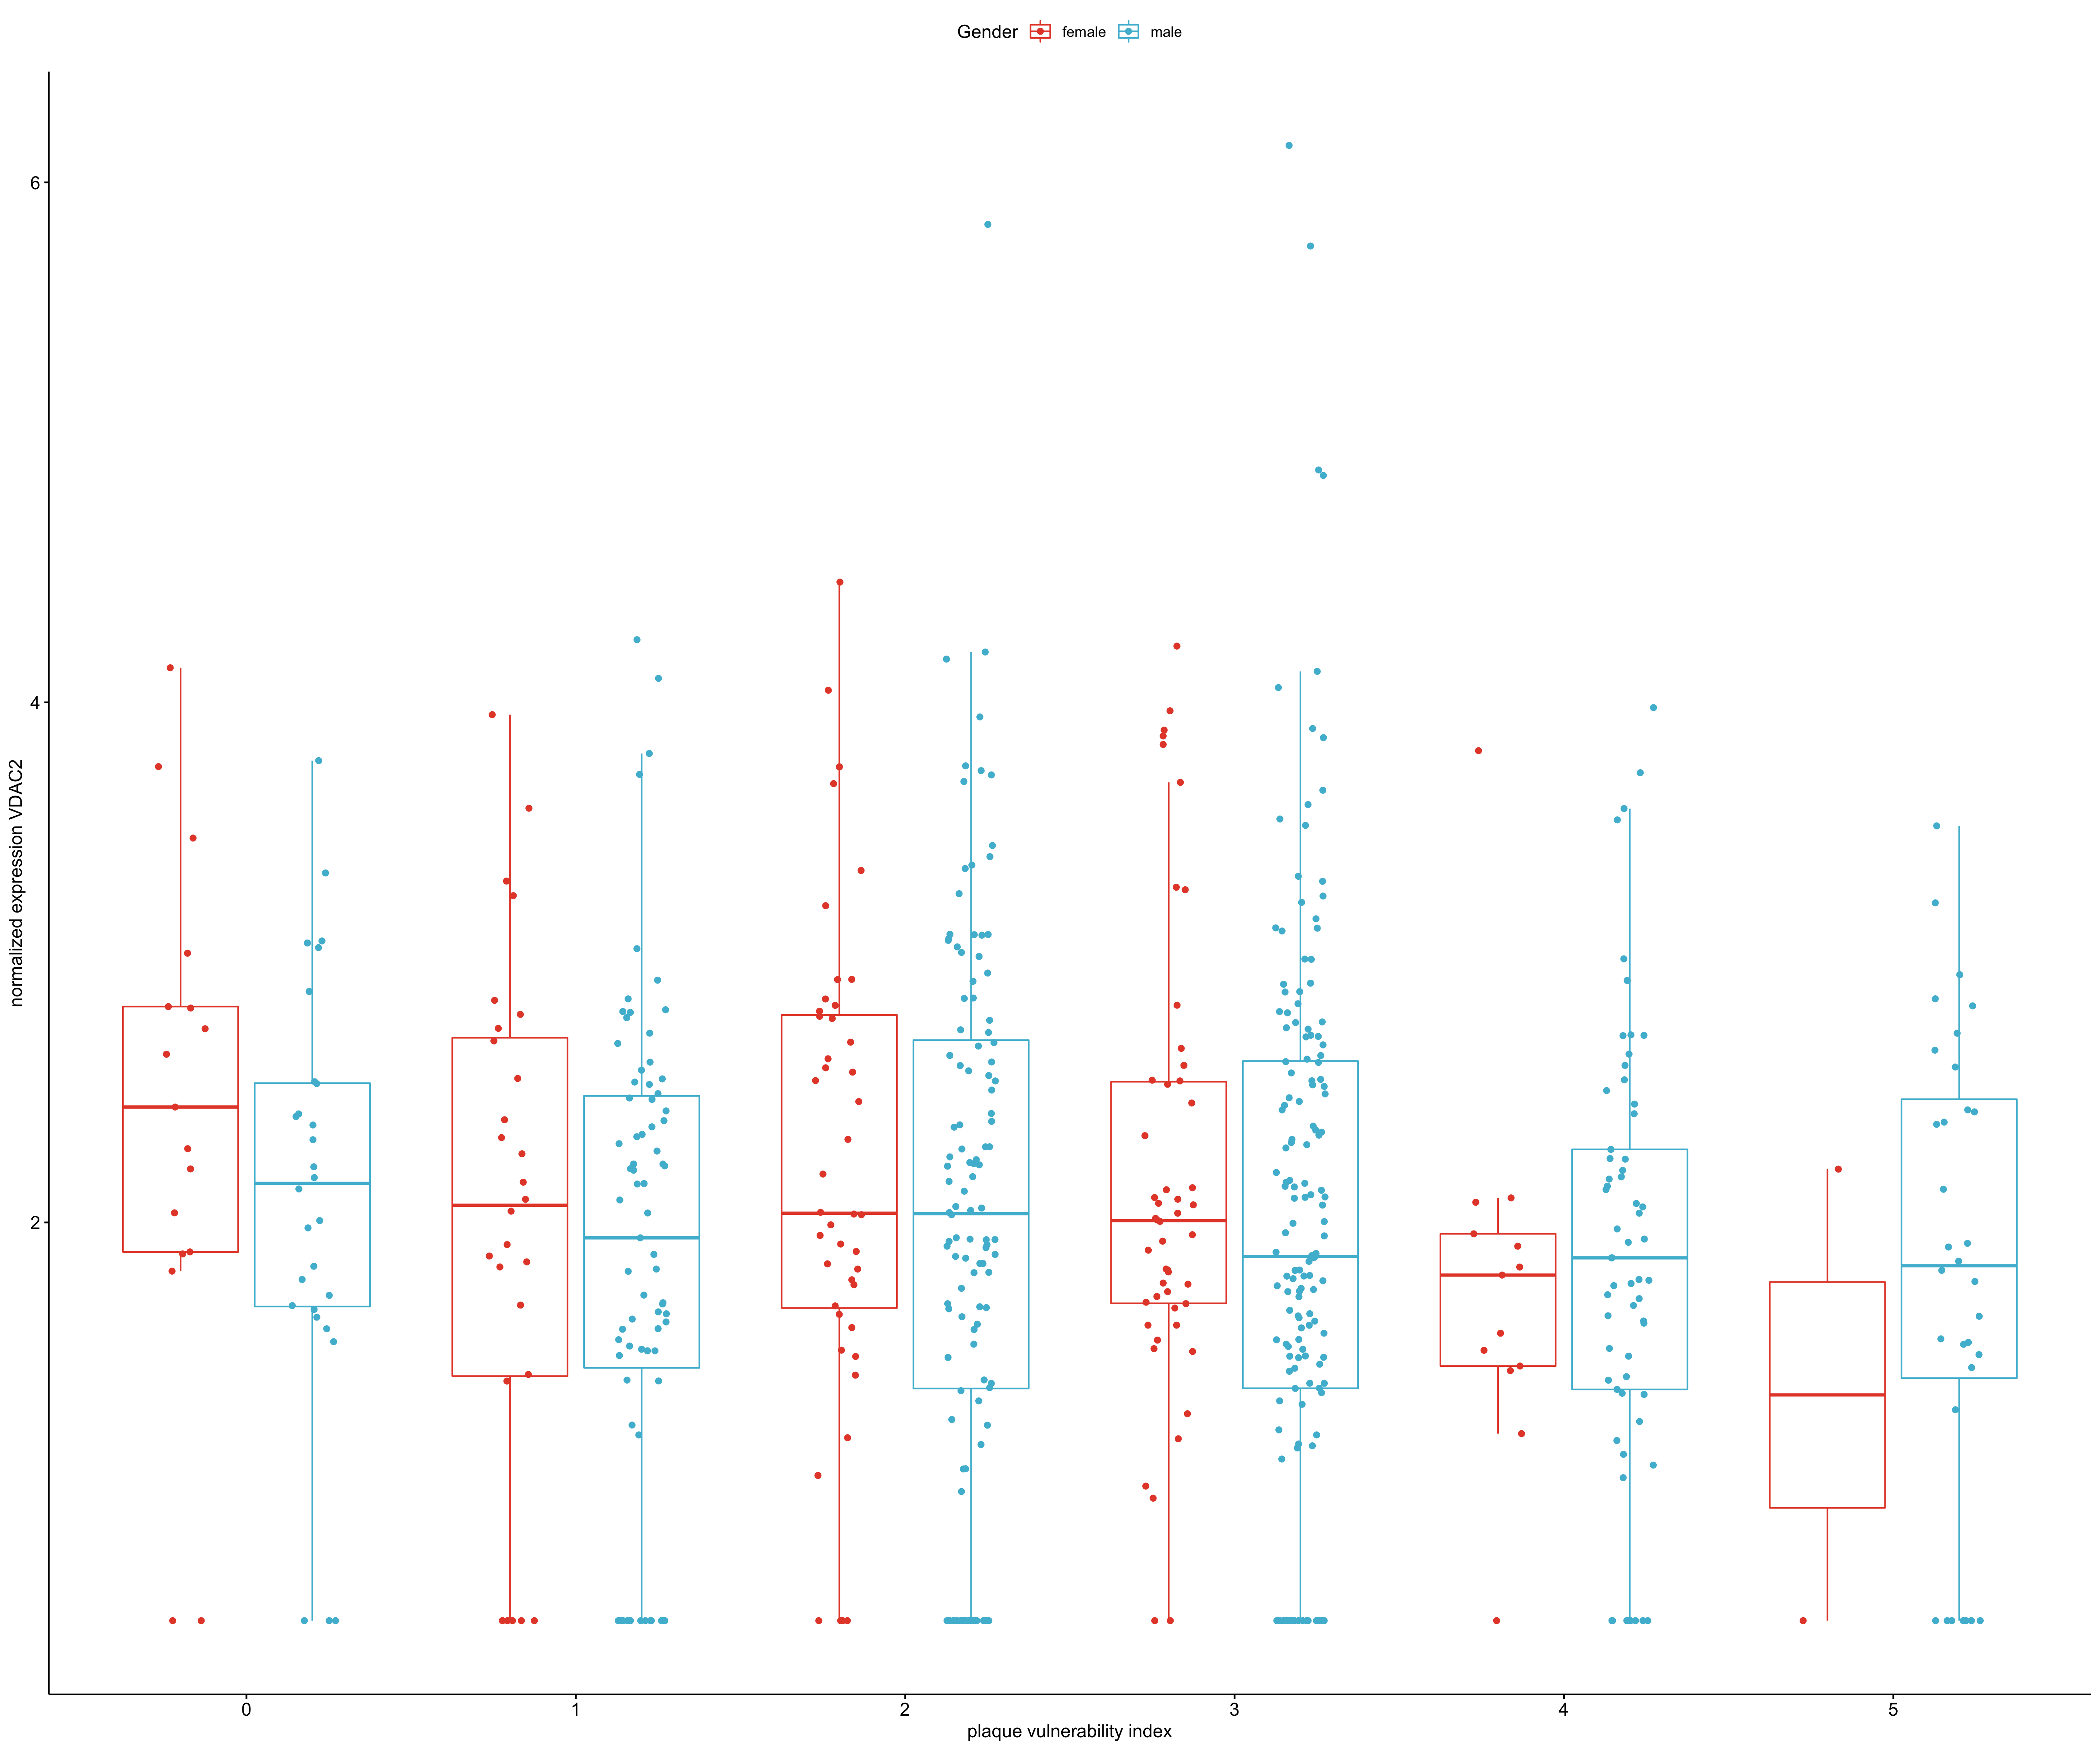 Gender female male
6
4
2
normalized expression VDAC2
0 1 2 3 4 5
plaque vulnerability index